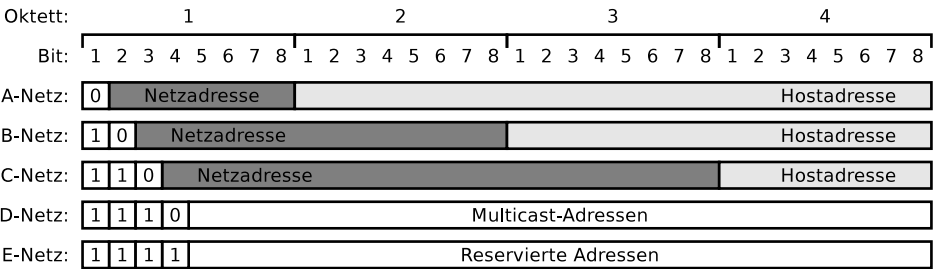 Oktett: 1 2 3 4
Bit: 1 2 3 4 5 6 7 8 1 2 3 4 5 6 7 8 1 2 3 4 5 6 7 8 1 2 3 4 5 6 7 8
A-Netz: 0 Netzadresse Hostadresse
B-Netz: 1 0 Netzadresse Hostadresse
C-Netz: 1 1 0 Netzadresse Hostadresse
D-Netz: 1 1 1 0 Multicast-Adressen
E-Netz: 1 1 1 1 Reservierte Adressen